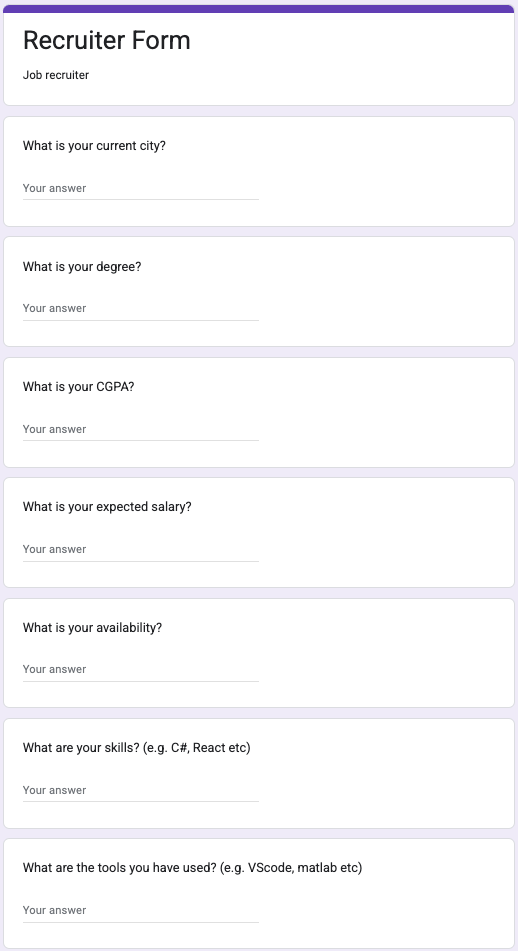 Recruiter Form
Job recruiter
What is your current city?
Your answer
What is your degree?
Your answer
What is your CGPA?
Your answer
What is your expected salary?
Your answer
What is your availability?
Your answer
What are your skills? (e.g. C#, React etc)
Your answer
What are the tools you have used? (e.g. VScode, matlab etc)
Your answer